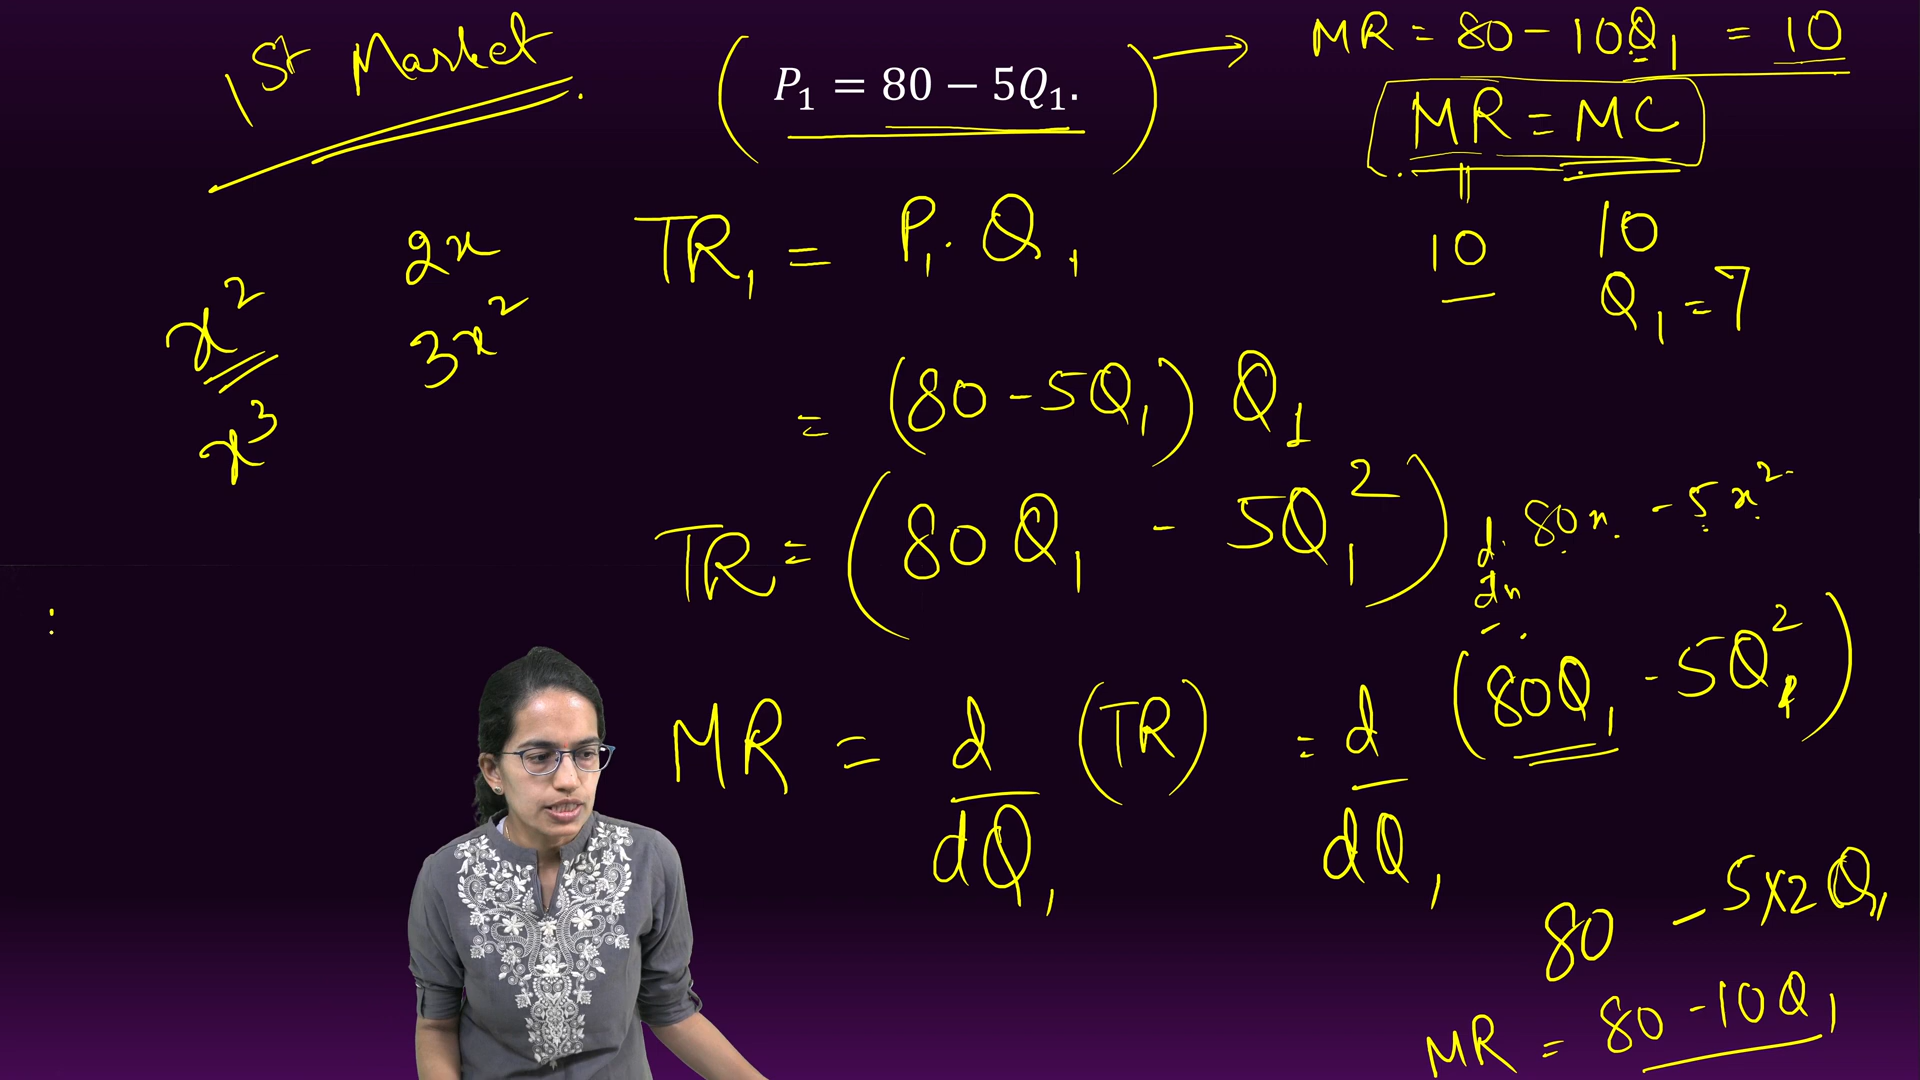 1st Market
P₁ = 80 − 5Q₁.
MR = 80 − 10Q₁ = 10
MR = MC
10 10
Q₁ = 7
TR₁ = P₁ . Q₁
x² 2x
x³ 3x²
= (80 − 5Q₁) Q₁
TR = (80Q₁ − 5Q₁²)
d/dx 80x − 5x²
MR = d/dQ₁ (TR) = d/dQ₁ (80Q₁ − 5Q₁²)
80 − 5×2Q₁
MR = 80 − 10Q₁